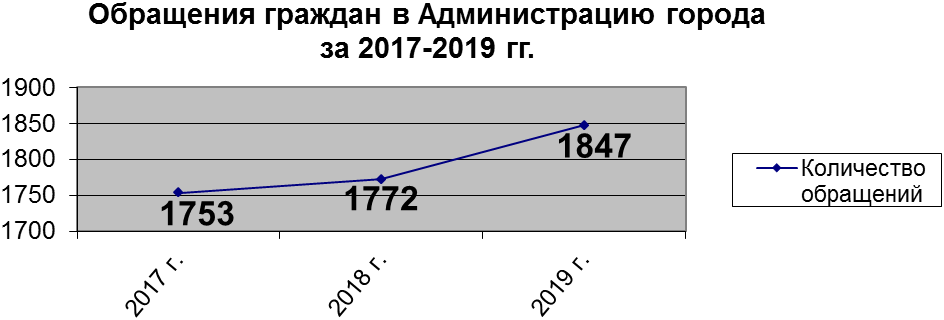 Обращения граждан в Администрацию города
за 2017-2019 гг.
1900
1850
1800
1750
1700
1753
1772
1847
2017 г.
2018 г.
2019 г.
Количество
обращений